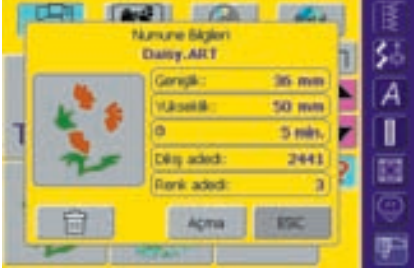 Numune Bilgileri
Daisy.ART
Genişlik: 36 mm
Yükseklik: 50 mm
5 min.
Dikiş adedi: 2441
Renk adedi: 3
Açma ESC
A